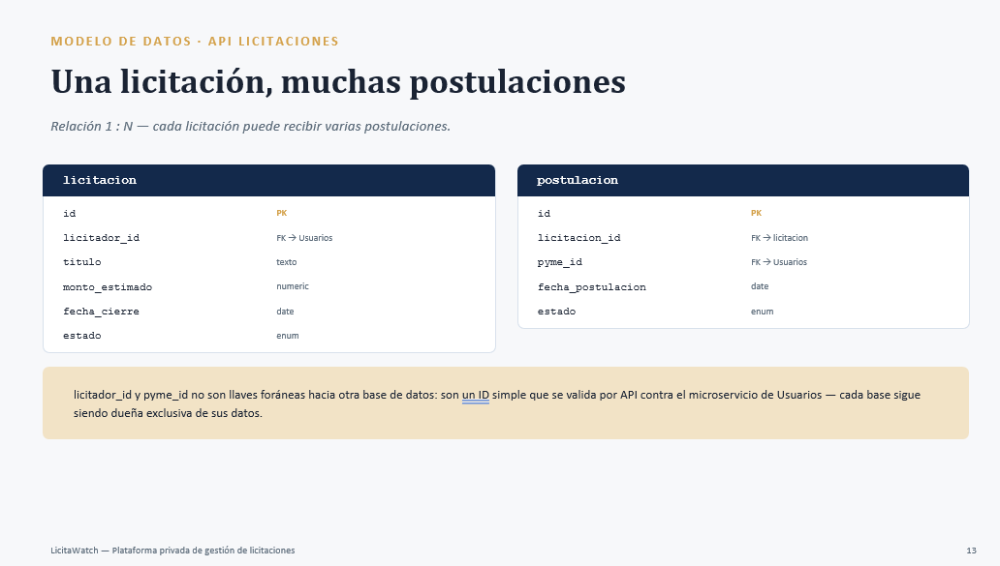 MODELO DE DATOS · API LICITACIONES
Una licitación, muchas postulaciones
Relación 1 : N — cada licitación puede recibir varias postulaciones.
licitacion
id PK
licitador_id FK → Usuarios
titulo texto
monto_estimado numeric
fecha_cierre date
estado enum
postulacion
id PK
licitacion_id FK → licitacion
pyme_id FK → Usuarios
fecha_postulacion date
estado enum
licitador_id y pyme_id no son llaves foráneas hacia otra base de datos: son un ID simple que se valida por API contra el microservicio de Usuarios — cada base sigue
siendo dueña exclusiva de sus datos.
LicitaWatch — Plataforma privada de gestión de licitaciones
13